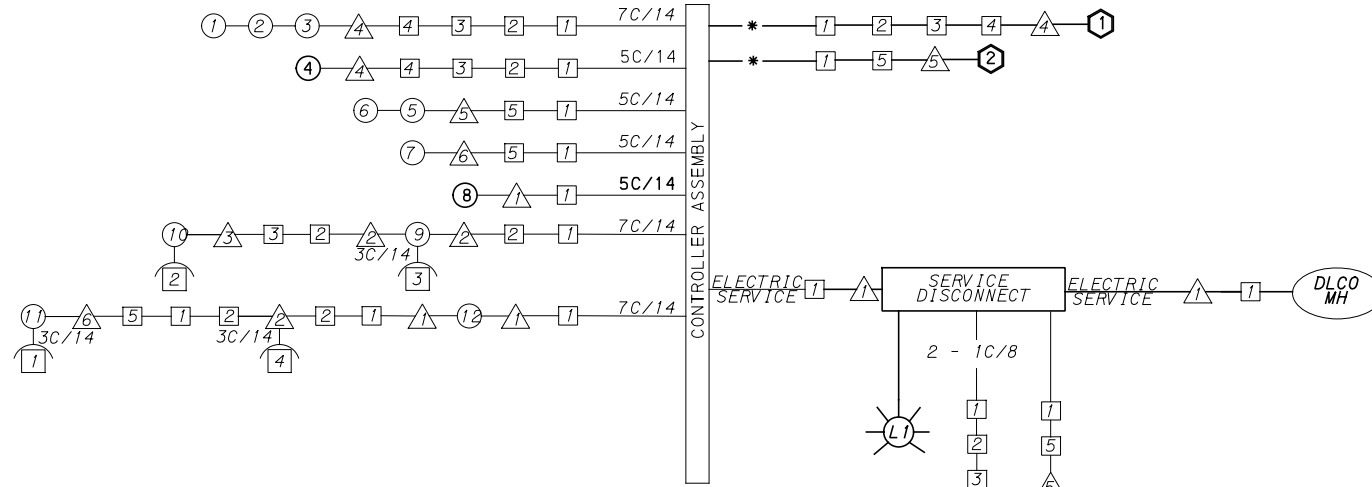 1 2 3 4 4 3 2 1 7C/14
4 4 4 3 2 1 5C/14
6 5 5 5 1 5C/14
7 6 5 1 5C/14
8 1 1 5C/14
10 3 3 2 2 9 2 2 1 7C/14
3C/14
2 3
11 6 5 1 2 2 2 1 1 12 1 1 7C/14
3C/14 3C/14
1 4
CONTROLLER ASSEMBLY
* 1 2 3 4 4 1
* 1 5 5 2
ELECTRIC SERVICE 1 1
SERVICE
DISCONNECT
ELECTRIC SERVICE 1 1
DLCO
MH
2 - 1C/8
L1
1 1
2 5
3 5